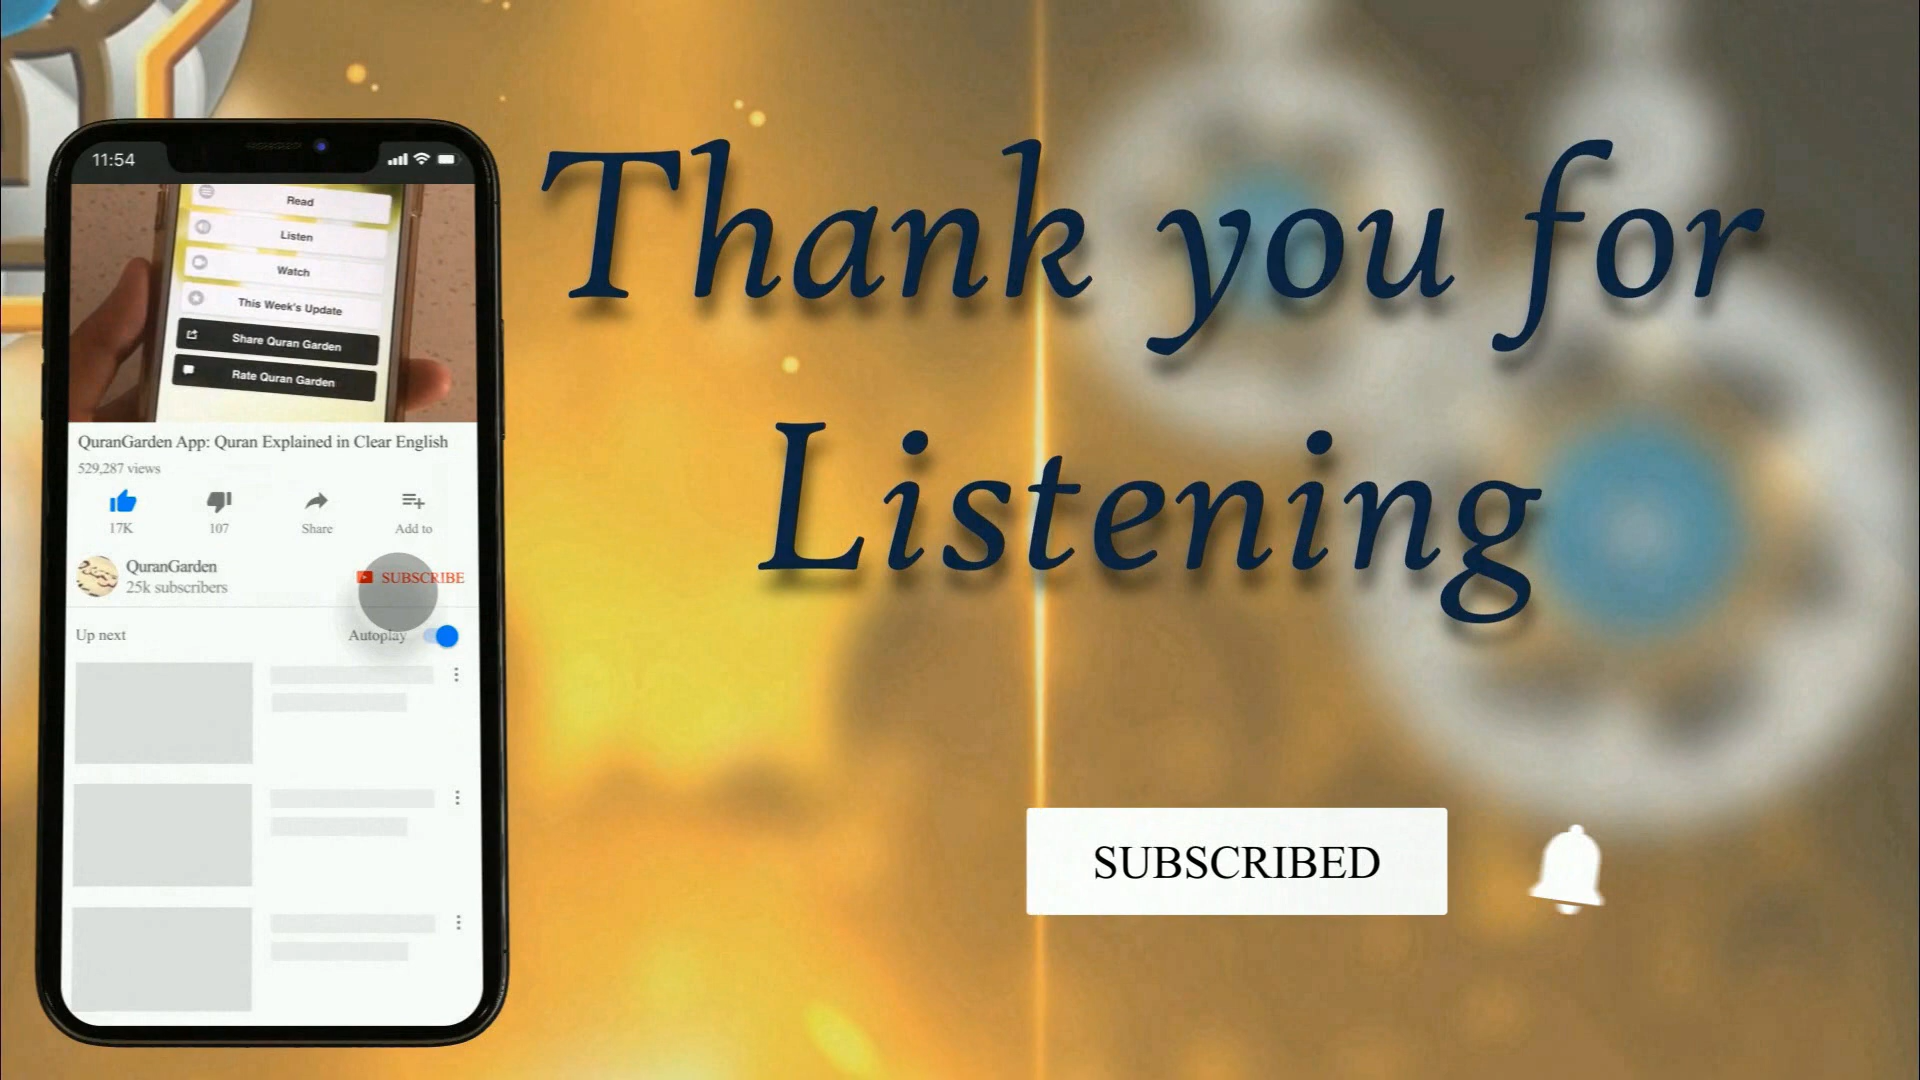 11:54
Read
Listen
Watch
This Week's Update
Share Quran Garden
Rate Quran Garden
QuranGarden App: Quran Explained in Clear English
529,287 views
17K 107 Share Add to
QuranGarden
25k subscribers
SUBSCRIBE
Up next Autoplay
Thank you for
Listening
SUBSCRIBED